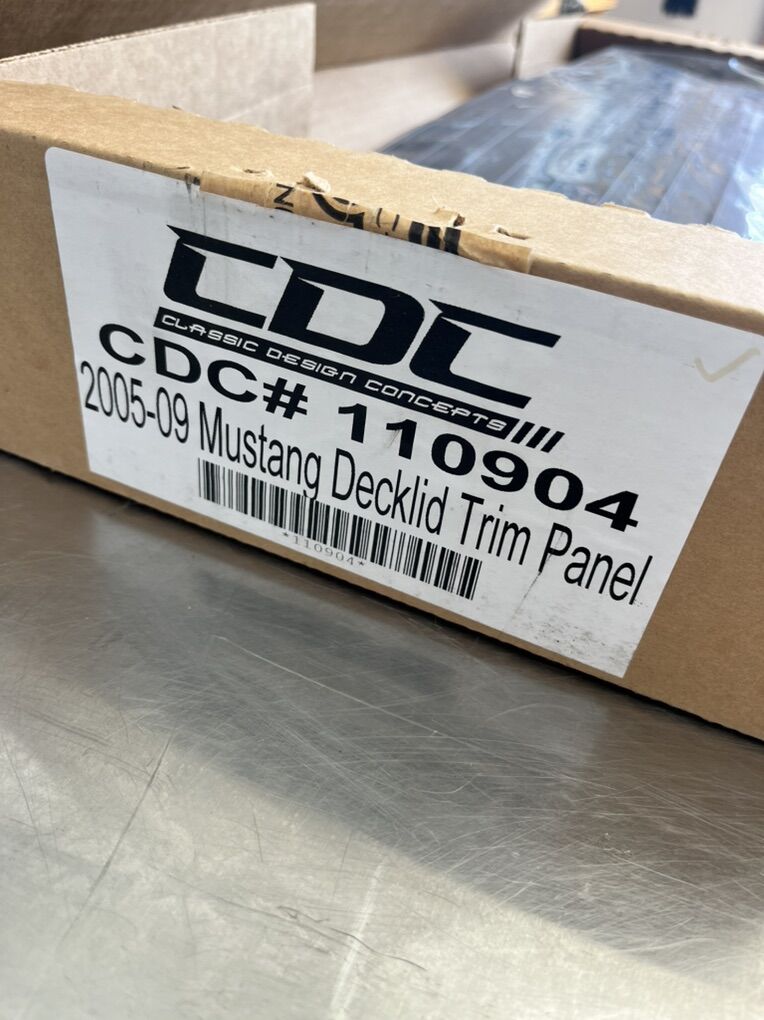 CDC
CLASSIC DESIGN CONCEPTS
CDC# 110904
2005-09 Mustang Decklid Trim Panel
*110904*